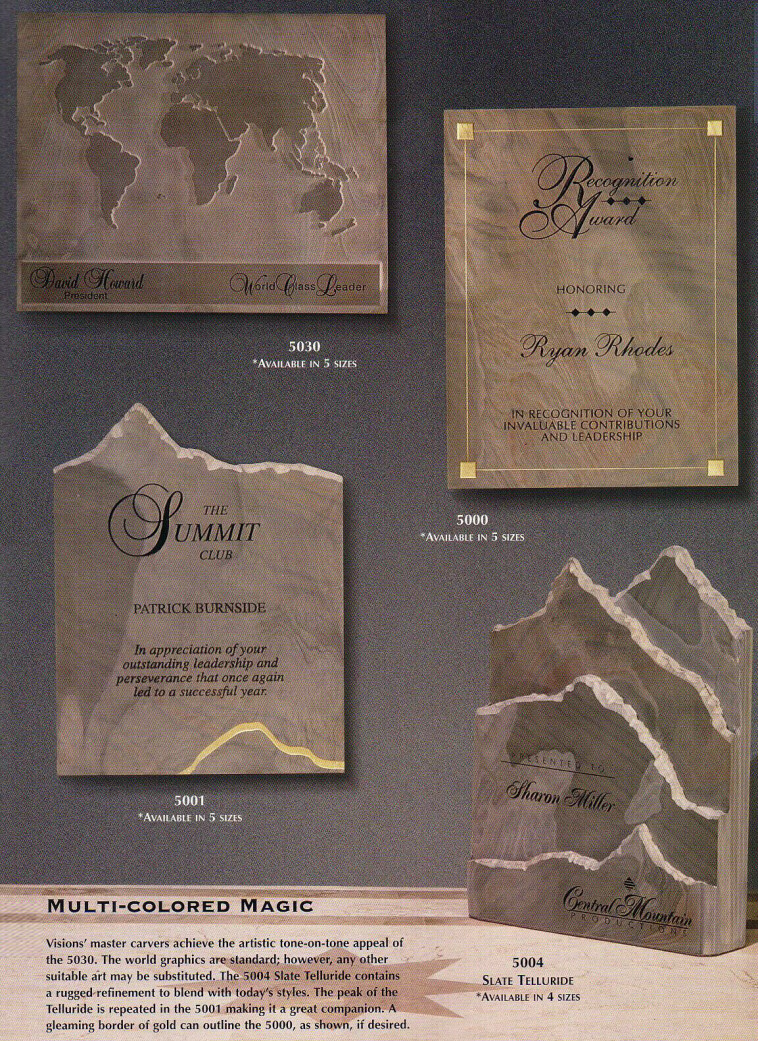 David Howard
President
World Class Leader
5030
*Available in 5 sizes
Recognition
Award
HONORING
Ryan Rhodes
IN RECOGNITION OF YOUR
INVALUABLE CONTRIBUTIONS
AND LEADERSHIP
5000
*Available in 5 sizes
THE
SUMMIT
CLUB
PATRICK BURNSIDE
In appreciation of your
outstanding leadership and
perseverance that once again
led to a successful year.
5001
*Available in 5 sizes
PRESENTED TO
Sharon Miller
Central Mountain
PRODUCTIONS
5004
Slate Telluride
*Available in 4 sizes
Multi-colored Magic
Visions' master carvers achieve the artistic tone-on-tone appeal of
the 5030. The world graphics are standard; however, any other
suitable art may be substituted. The 5004 Slate Telluride contains
a rugged refinement to blend with today's styles. The peak of the
Telluride is repeated in the 5001 making it a great companion. A
gleaming border of gold can outline the 5000, as shown, if desired.